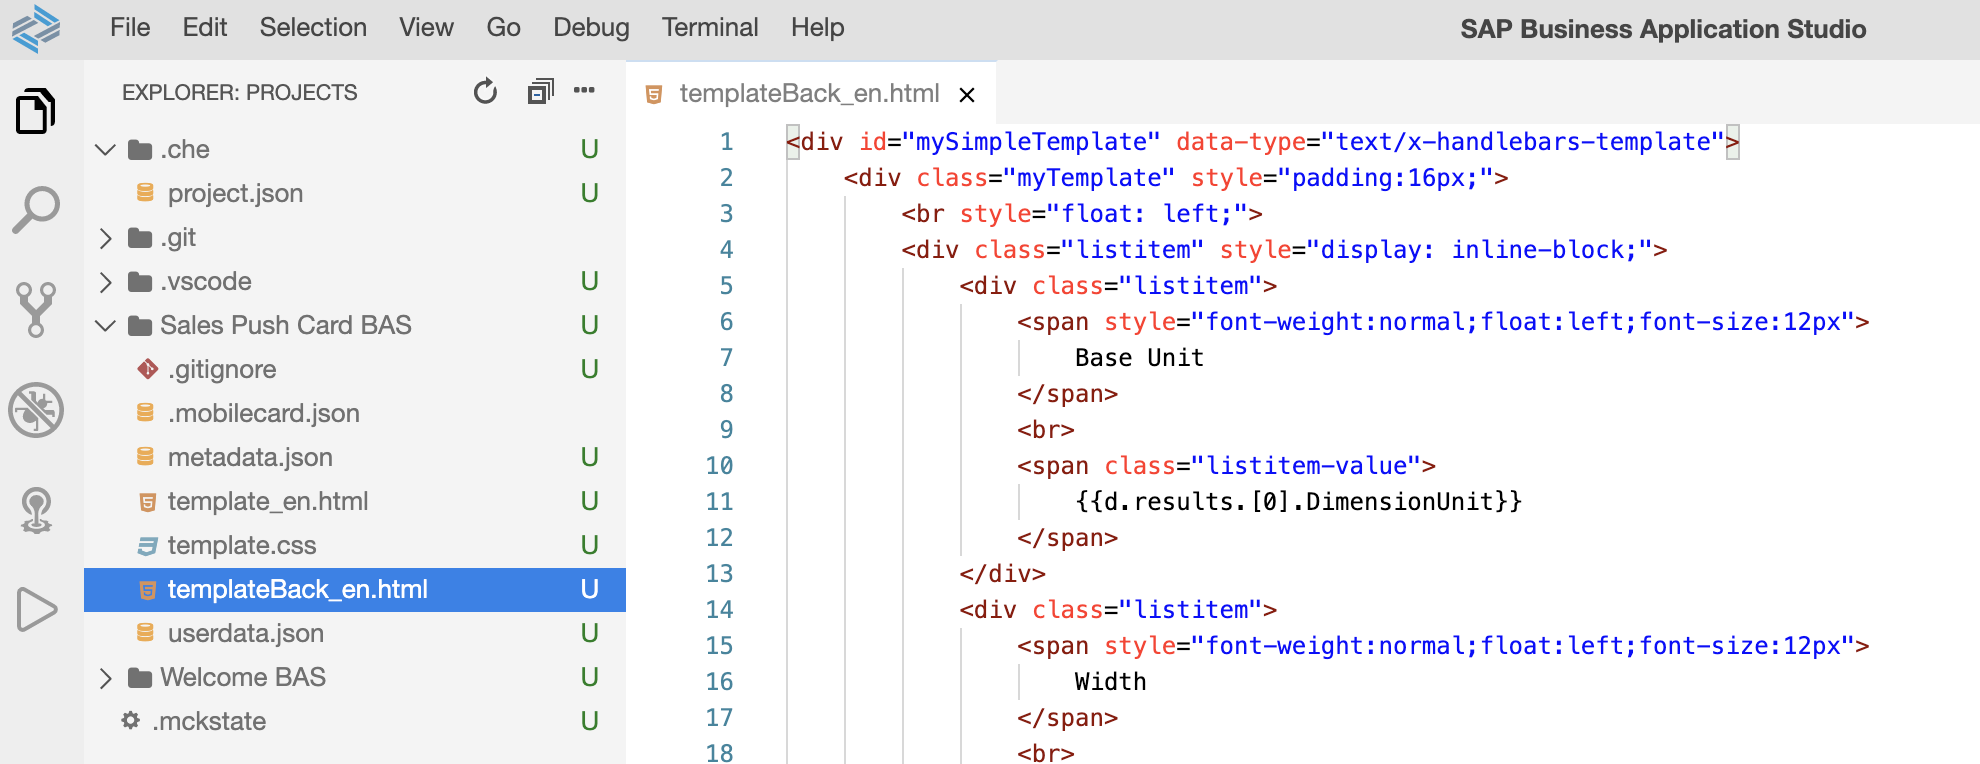 File Edit Selection View Go Debug Terminal Help SAP Business Application Studio
EXPLORER: PROJECTS
.che U
project.json U
.git
.vscode U
Sales Push Card BAS U
.gitignore U
.mobilecard.json
metadata.json U
template_en.html U
template.css U
templateBack_en.html U
userdata.json U
Welcome BAS U
.mckstate U
templateBack_en.html ×
1 <div id="mySimpleTemplate" data-type="text/x-handlebars-template">
2 <div class="myTemplate" style="padding:16px;">
3 <br style="float: left;">
4 <div class="listitem" style="display: inline-block;">
5 <div class="listitem">
6 <span style="font-weight:normal;float:left;font-size:12px">
7 Base Unit
8 </span>
9 <br>
10 <span class="listitem-value">
11 {{d.results.[0].DimensionUnit}}
12 </span>
13 </div>
14 <div class="listitem">
15 <span style="font-weight:normal;float:left;font-size:12px">
16 Width
17 </span>
18 <br>